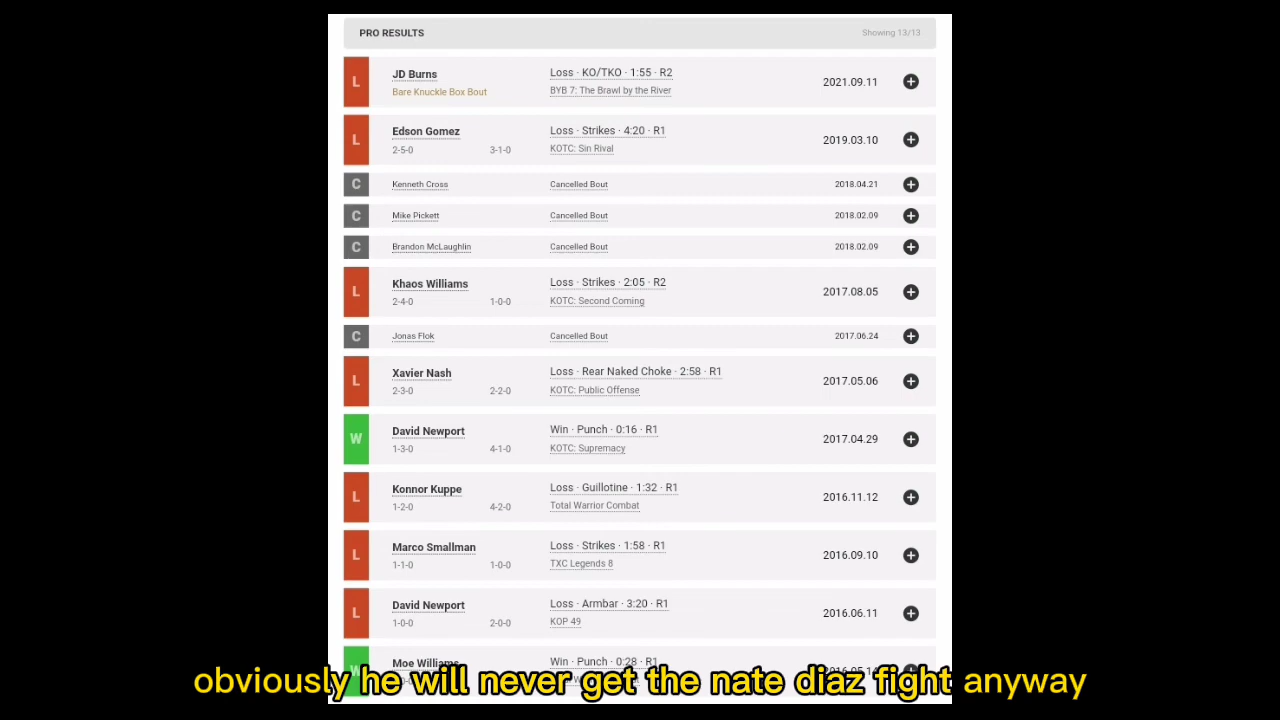 PRO RESULTS
Showing 13/13
L
JD Burns
Loss · KO/TKO · 1:55 · R2
2021.09.11
Bare Knuckle Box Bout
BYB 7: The Brawl by the River
L
Edson Gomez
Loss · Strikes · 4:20 · R1
2019.03.10
2-5-0
3-1-0
KOTC: Sin Rival
C
Kenneth Cross
Cancelled Bout
2018.04.21
C
Mike Pickett
Cancelled Bout
2018.02.09
C
Brandon McLaughlin
Cancelled Bout
2018.02.09
L
Khaos Williams
Loss · Strikes · 2:05 · R2
2017.08.05
2-4-0
1-0-0
KOTC: Second Coming
C
Jonas Flok
Cancelled Bout
2017.06.24
L
Xavier Nash
Loss · Rear Naked Choke · 2:58 · R1
2017.05.06
2-3-0
2-2-0
KOTC: Public Offense
W
David Newport
Win · Punch · 0:16 · R1
2017.04.29
1-3-0
4-1-0
KOTC: Supremacy
L
Konnor Kuppe
Loss · Guillotine · 1:32 · R1
2016.11.12
1-2-0
4-2-0
Total Warrior Combat
L
Marco Smallman
Loss · Strikes · 1:58 · R1
2016.09.10
1-1-0
1-0-0
TXC Legends 8
L
David Newport
Loss · Armbar · 3:20 · R1
2016.06.11
1-0-0
2-0-0
KOP 49
W
Moe Williams
Win · Punch · 0:28 · R1
2016.05.14
obviously he will never get the nate diaz fight anyway